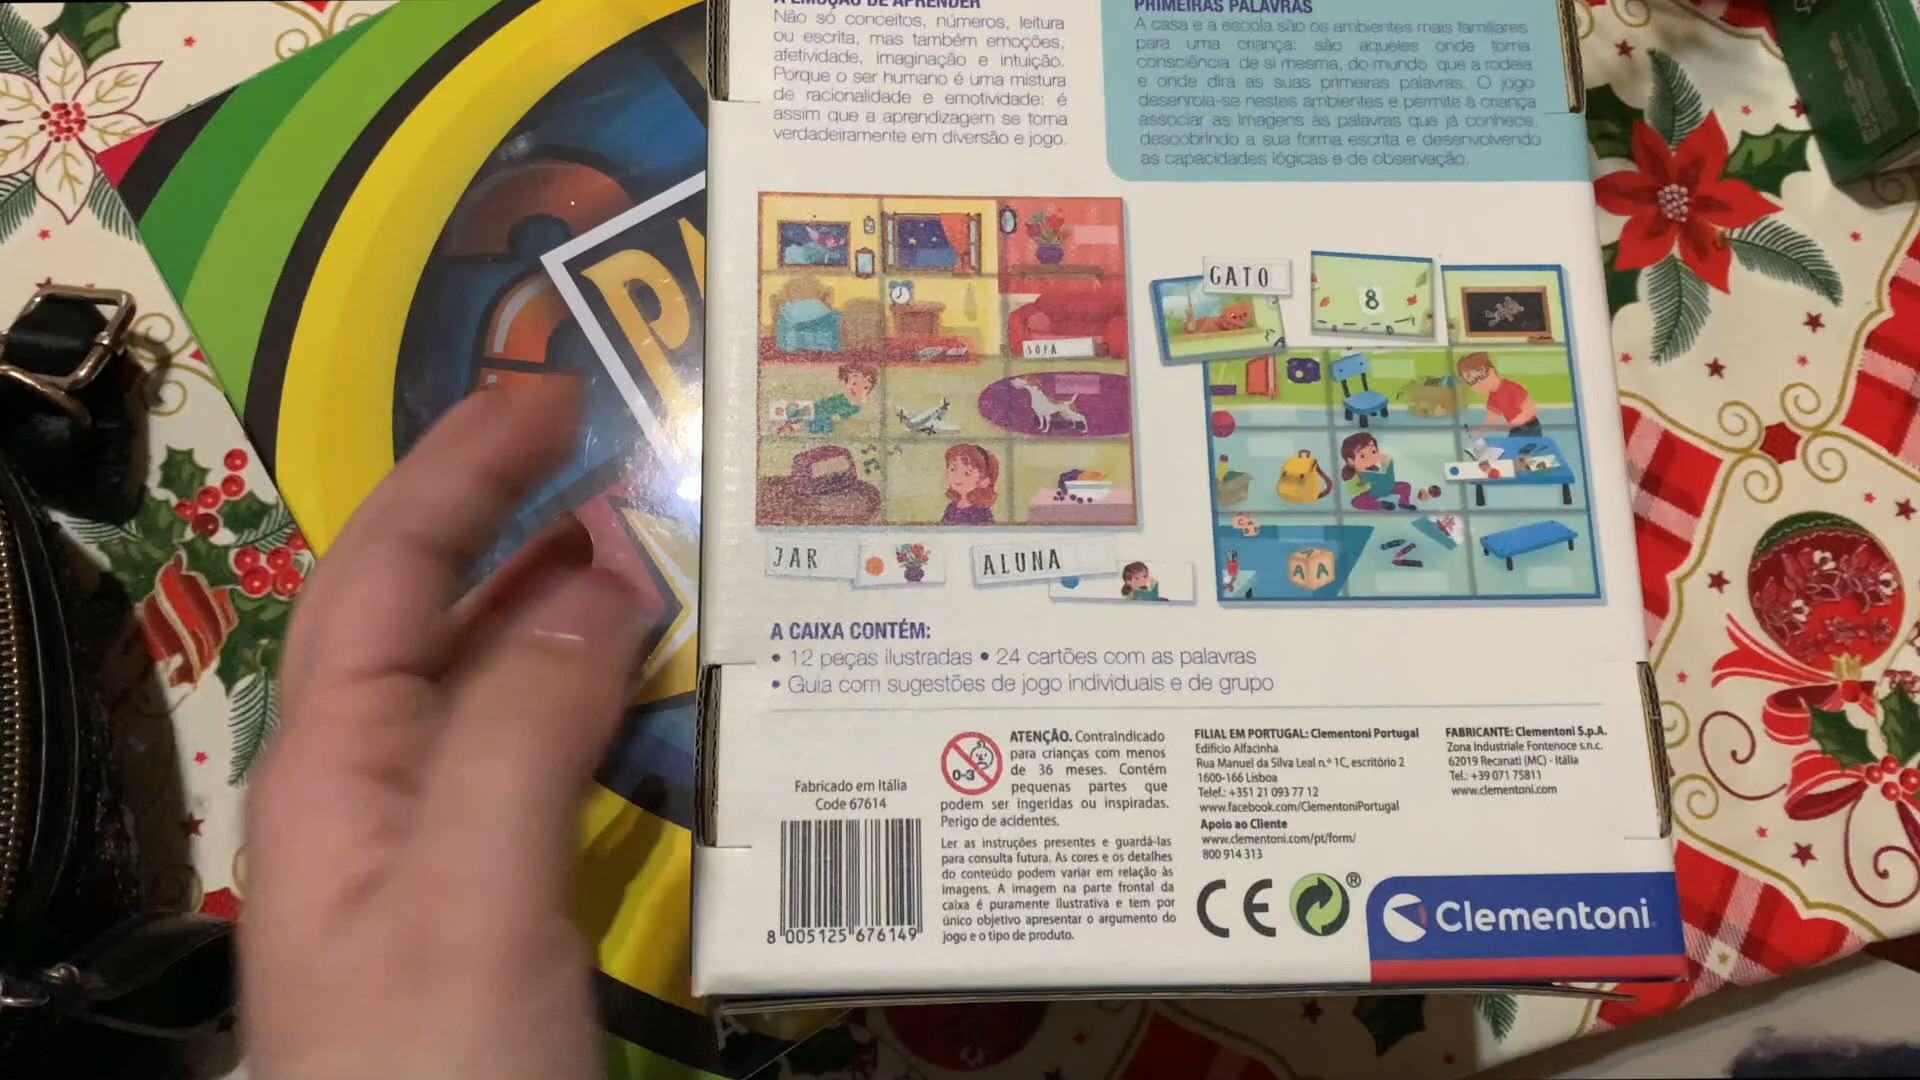 A EMOÇÃO DE APRENDER
Não só conceitos, números, leitura
ou escrita, mas também emoções,
afetividade, imaginação e intuição.
Porque o ser humano é uma mistura
de racionalidade e emotividade: é
assim que a aprendizagem se torna
verdadeiramente em diversão e jogo.
PRIMEIRAS PALAVRAS
A casa e a escola são os ambientes mais familiares
para uma criança: são aqueles onde toma
consciência de si mesma, do mundo que a rodeia
e onde dirá as suas primeiras palavras. O jogo
desenrola-se nestes ambientes e permite à criança
associar as imagens às palavras que já conhece,
descobrindo a sua forma escrita e desenvolvendo
as capacidades lógicas e de observação.
PA
GATO
8
SOFA
A A
JAR
ALUNA
A CAIXA CONTÉM:
• 12 peças ilustradas • 24 cartões com as palavras
• Guia com sugestões de jogo individuais e de grupo
Fabricado em Itália
Code 67614
8 005125 676149
0-3
ATENÇÃO. Contraindicado
para crianças com menos
de 36 meses. Contém
pequenas partes que
podem ser ingeridas ou inspiradas.
Perigo de acidentes.
Ler as instruções presentes e guardá-las
para consulta futura. As cores e os detalhes
do conteúdo podem variar em relação às
imagens. A imagem na parte frontal da
caixa é puramente ilustrativa e tem por
único objetivo apresentar o argumento do
jogo e o tipo de produto.
FILIAL EM PORTUGAL: Clementoni Portugal
Edifício Alfacinha
Rua Manuel da Silva Leal n.º 1C, escritório 2
1600-166 Lisboa
Telef.: +351 21 093 77 12
www.facebook.com/ClementoniPortugal
Apoio ao Cliente
www.clementoni.com/pt/form/
800 914 313
FABRICANTE: Clementoni S.p.A.
Zona Industriale Fontenoce s.n.c.
62019 Recanati (MC) - Itália
Tel.: +39 071 75811
www.clementoni.com
CE
®
Clementoni